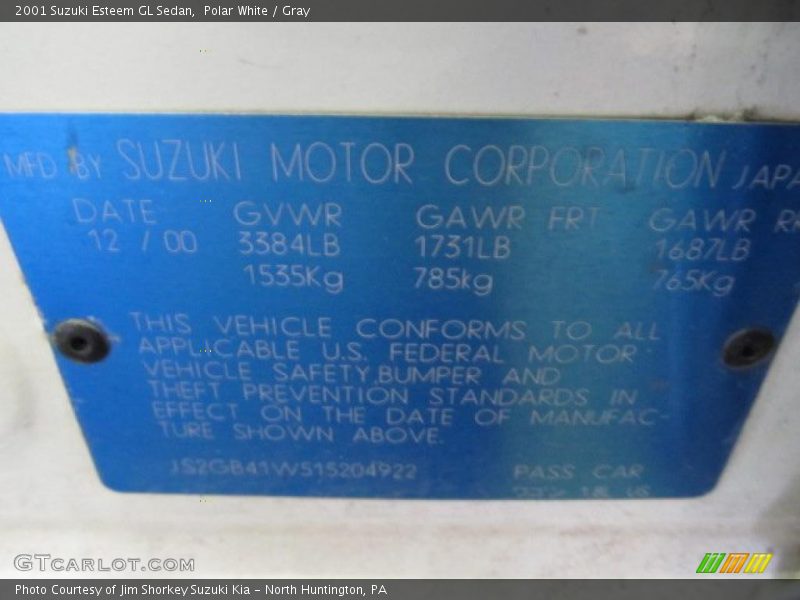 2001 Suzuki Esteem GL Sedan,  Polar White / Gray
MFD BY SUZUKI MOTOR CORPORATION JAPA
DATE GVWR GAWR FRT GAWR RR
12 / 00 3384LB 1731LB 1687LB
1535Kg 785kg 765Kg
THIS VEHICLE CONFORMS TO ALL
APPLICABLE U.S. FEDERAL MOTOR
VEHICLE SAFETY,BUMPER AND
THEFT PREVENTION STANDARDS IN
EFFECT ON THE DATE OF MANUFAC-
TURE SHOWN ABOVE.
JS2GB41W515204922 PASS CAR
GTCARLOT.COM
Photo Courtesy of Jim Shorkey Suzuki Kia - North Huntington, PA